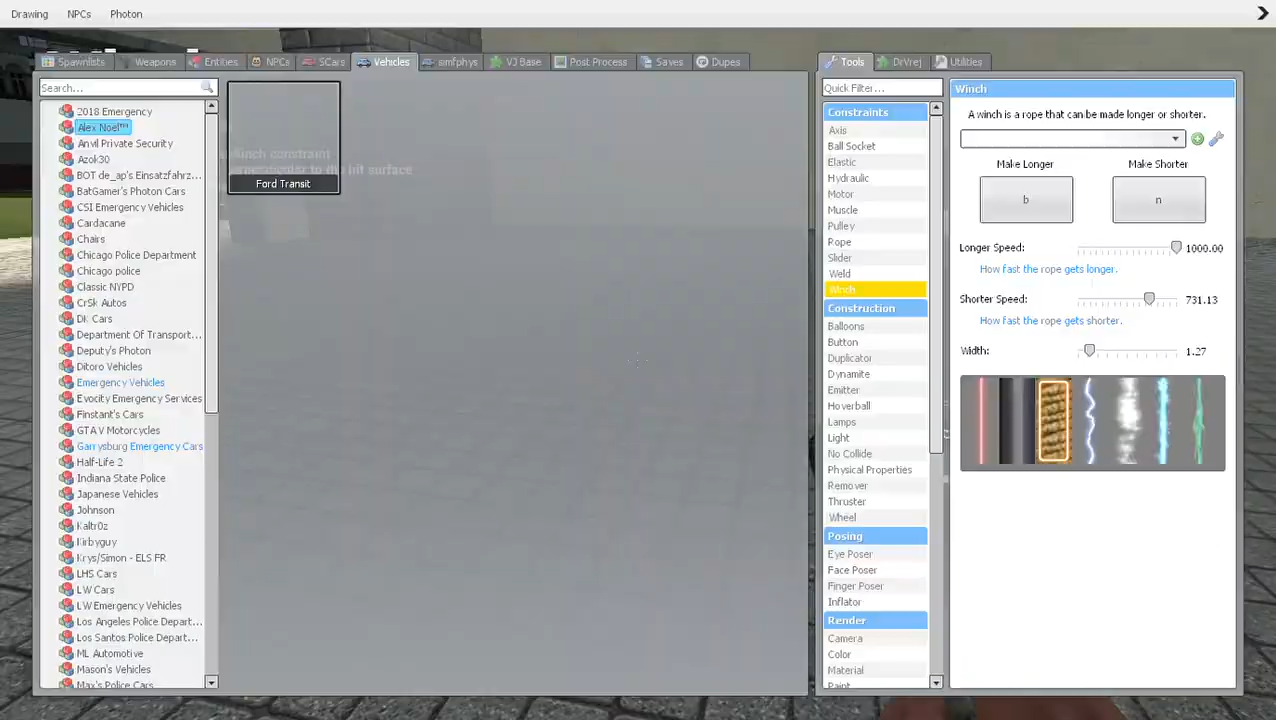 Drawing NPCs Photon
Spawnlists Weapons Entities NPCs SCars Vehicles simfphys VJ Base Post Process Saves Dupes
Search...
2018 Emergency
Alex Noel™
Anvil Private Security
Azok30
BOT de_ap's Einsatzfahrz...
BatGamer's Photon Cars
CSI Emergency Vehicles
Cardacane
Chairs
Chicago Police Department
Chicago police
Classic NYPD
CrSk Autos
DK Cars
Department Of Transport...
Deputy's Photon
Ditoro Vehicles
Emergency Vehicles
Evocity Emergency Services
Finstant's Cars
GTA V Motorcycles
Garrysburg Emergency Cars
Half-Life 2
Indiana State Police
Japanese Vehicles
Johnson
Kaltr0z
Kirbyguy
Krys/Simon - ELS FR
LHS Cars
LW Cars
LW Emergency Vehicles
Los Angeles Police Depart...
Los Santos Police Depart...
ML Automotive
Mason's Vehicles
Max's Police Cars
Ford Transit
winch constraint
to the hit surface
Tools DrVrej Utilities
Quick Filter...
Constraints
Axis
Ball Socket
Elastic
Hydraulic
Motor
Muscle
Pulley
Rope
Slider
Weld
Winch
Construction
Balloons
Button
Duplicator
Dynamite
Emitter
Hoverball
Lamps
Light
No Collide
Physical Properties
Remover
Thruster
Wheel
Posing
Eye Poser
Face Poser
Finger Poser
Inflator
Render
Camera
Color
Material
Paint
Winch
A winch is a rope that can be made longer or shorter.
Make Longer Make Shorter
b n
Longer Speed: 1000.00
How fast the rope gets longer.
Shorter Speed: 731.13
How fast the rope gets shorter.
Width: 1.27